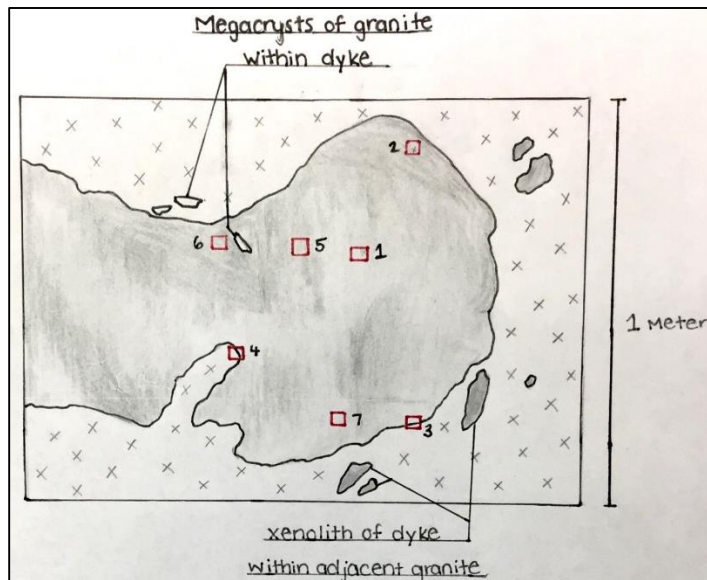 Megacrysts of granite
within dyke
2
6
5
1
1 Meter
4
7
3
xenolith of dyke
within adjacent granite